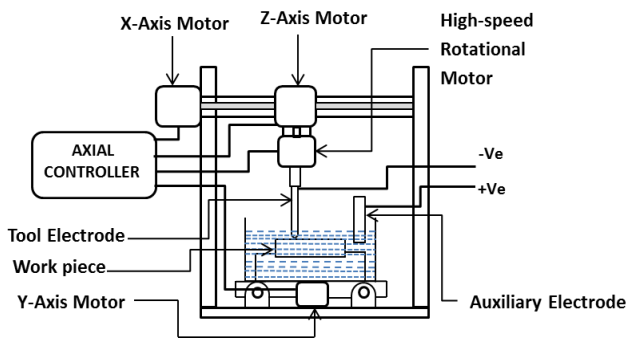 X-Axis Motor
Z-Axis Motor
High-speed
Rotational
Motor
AXIAL
CONTROLLER
-Ve
+Ve
Tool Electrode
Work piece
Y-Axis Motor
Auxiliary Electrode